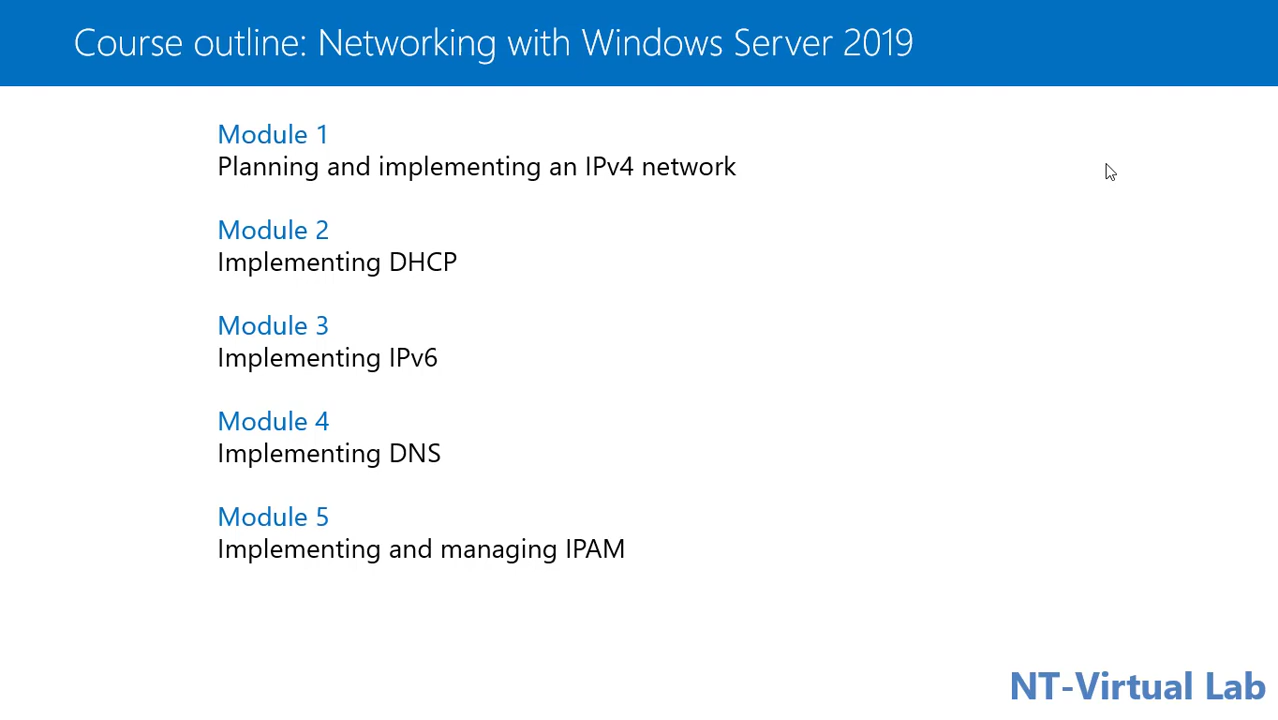 Course outline: Networking with Windows Server 2019
Module 1
Planning and implementing an IPv4 network
Module 2
Implementing DHCP
Module 3
Implementing IPv6
Module 4
Implementing DNS
Module 5
Implementing and managing IPAM
NT-Virtual Lab